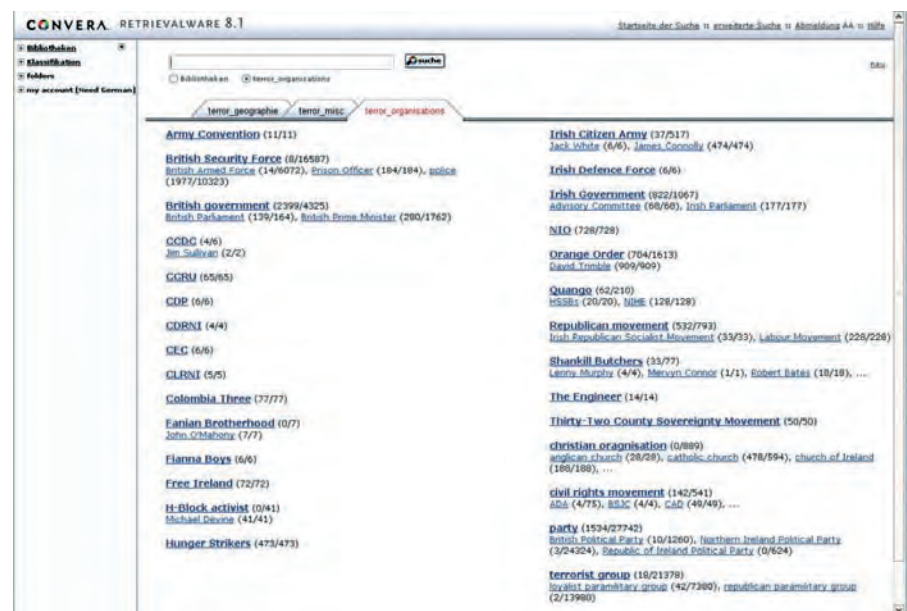 CONVERA RETRIEVALWARE 8.1
Startseite der Suche :: erweiterte Suche :: Abmeldung AA :: Hilfe
Bibliotheken
Klassifikation
folders
my account [Need German]
suche
Bibliotheken terror_organisations
terror_geographie terror_misc terror_organisations
Army Convention (11/11)
British Security Force (8/16587)
British Armed Force (14/6072), Prison Officer (184/184), police
(1977/10323)
British government (2399/4325)
British Parliament (139/164), British Prime Minister (280/1762)
CCDC (4/6)
Jim Sullivan (2/2)
CCRU (65/65)
CDP (6/6)
CDRNI (4/4)
CEC (6/6)
CLRNI (5/5)
Colombia Three (77/77)
Fanian Brotherhood (0/7)
John O'Mahony (7/7)
Fianna Boys (6/6)
Free Ireland (72/72)
H-Block activist (0/41)
Michael Devine (41/41)
Hunger Strikers (473/473)
Irish Citizen Army (37/517)
Jack White (6/6), James Connolly (474/474)
Irish Defence Force (6/6)
Irish Government (822/1067)
Advisory Committee (68/68), Irish Parliament (177/177)
NIO (728/728)
Orange Order (704/1613)
David Trimble (909/909)
Quango (62/210)
HSSBs (20/20), NIHE (128/128)
Republican movement (532/793)
Irish Republican Socialist Movement (33/33), Labour Movement (228/228)
Shankill Butchers (33/77)
Lenny Murphy (4/4), Mervyn Connor (1/1), Robert Bates (18/18), ...
The Engineer (14/14)
Thirty-Two County Sovereignty Movement (50/50)
christian oragnisation (0/889)
anglican church (28/28), catholic church (478/594), church of Ireland
(188/188), ...
civil rights movement (142/541)
ADA (4/75), BSJC (4/4), CAD (49/49), ...
party (1534/27742)
British Political Party (10/1260), Northern Ireland Political Party
(3/24324), Republic of Ireland Political Party (0/624)
terrorist group (18/21378)
loyalist paramilitary group (42/7380), republican paramilitary group
(2/13980)